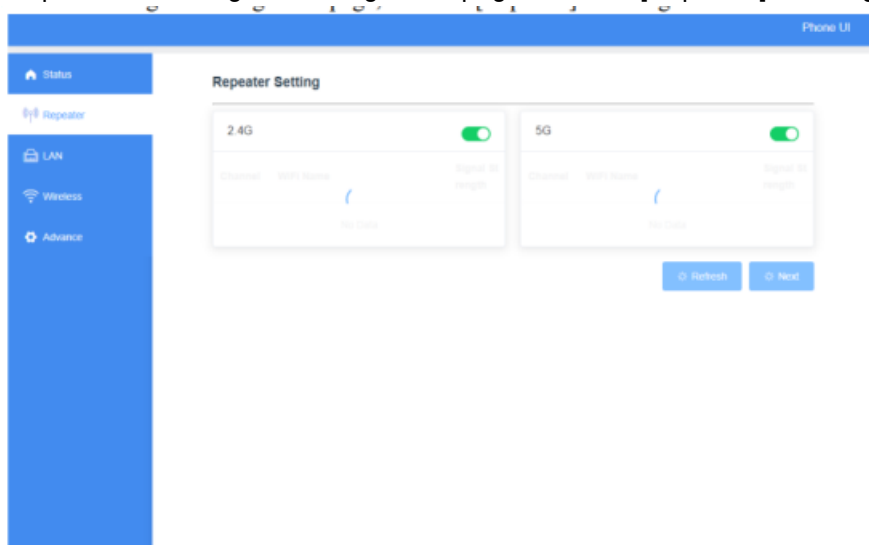 Phone UI
Status
Repeater Setting
Repeater
2.4G
5G
LAN
Channel WiFi Name Signal St
rength
Channel WiFi Name Signal St
rength
Wireless
No Data
No Data
Advance
Refresh
Next